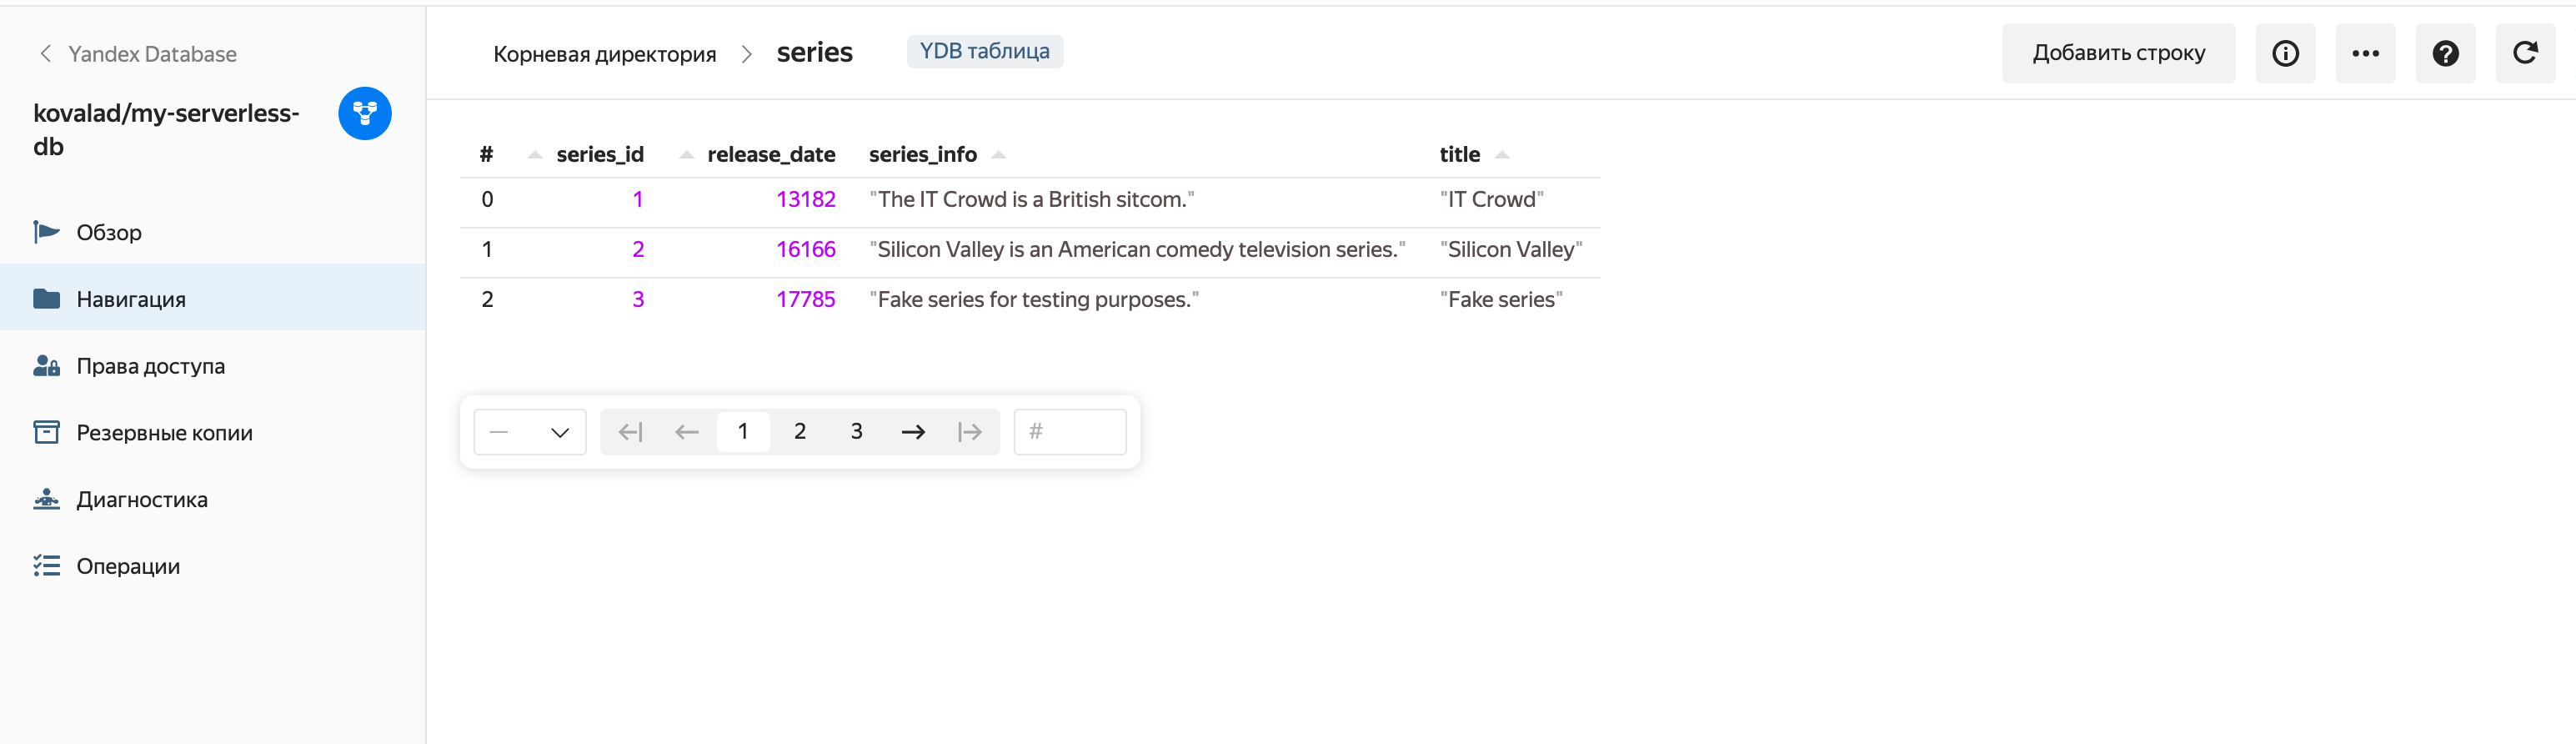 Yandex Database
kovalad/my-serverless-
db
Обзор
Навигация
Права доступа
Резервные копии
Диагностика
Операции
Корневая директория series YDB таблица Добавить строку
# series_id release_date series_info title
0 1 13182 "The IT Crowd is a British sitcom." "IT Crowd"
1 2 16166 "Silicon Valley is an American comedy television series." "Silicon Valley"
2 3 17785 "Fake series for testing purposes." "Fake series"
— 1 2 3 #